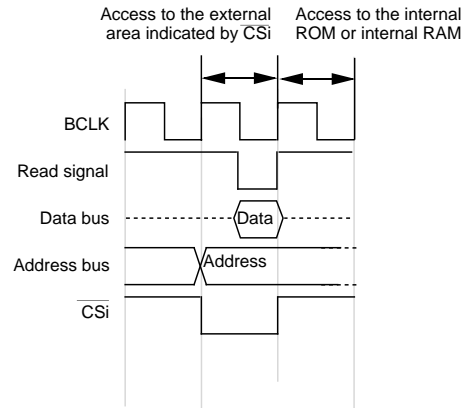 Access to the external
area indicated by CSi
Access to the internal
ROM or internal RAM
BCLK
Read signal
Data bus
Data
Address bus
Address
CSi